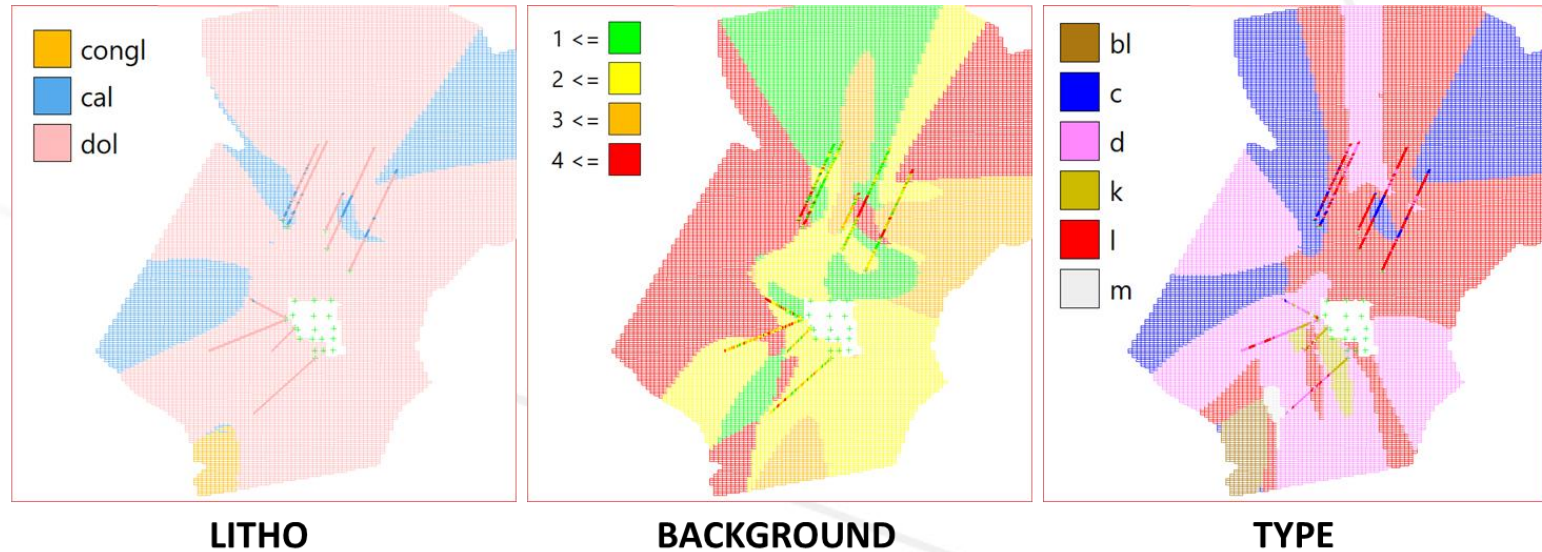 congl
cal
dol
LITHO
1 <=
2 <=
3 <=
4 <=
BACKGROUND
bl
c
d
k
l
m
TYPE